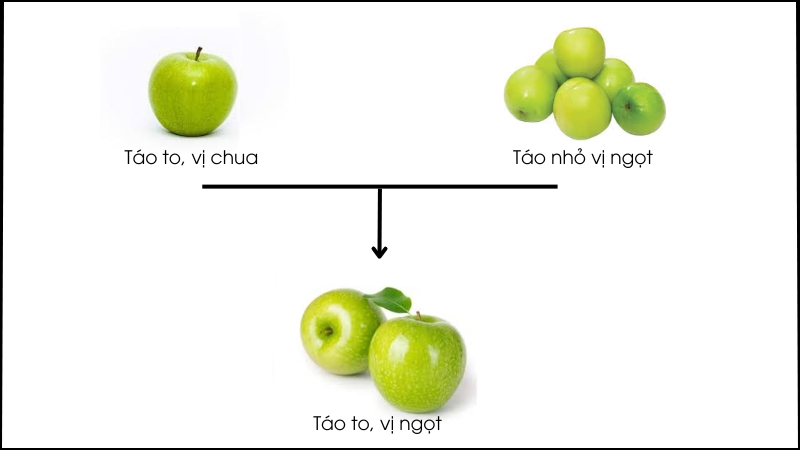 Táo to, vị chua
Táo nhỏ vị ngọt
Táo to, vị ngọt